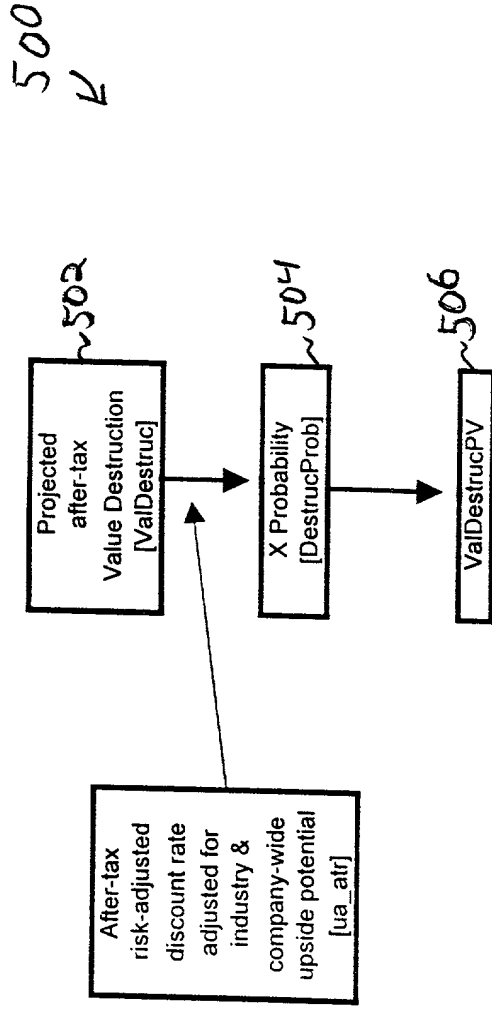 500
Projected
after-tax
Value Destruction
[ValDestruc]
~502
After-tax
risk-adjusted
discount rate
adjusted for
industry &
company-wide
upside potential
[ua_atr]
X Probability
[DestrucProb]
~504
ValDestrucPV
~506